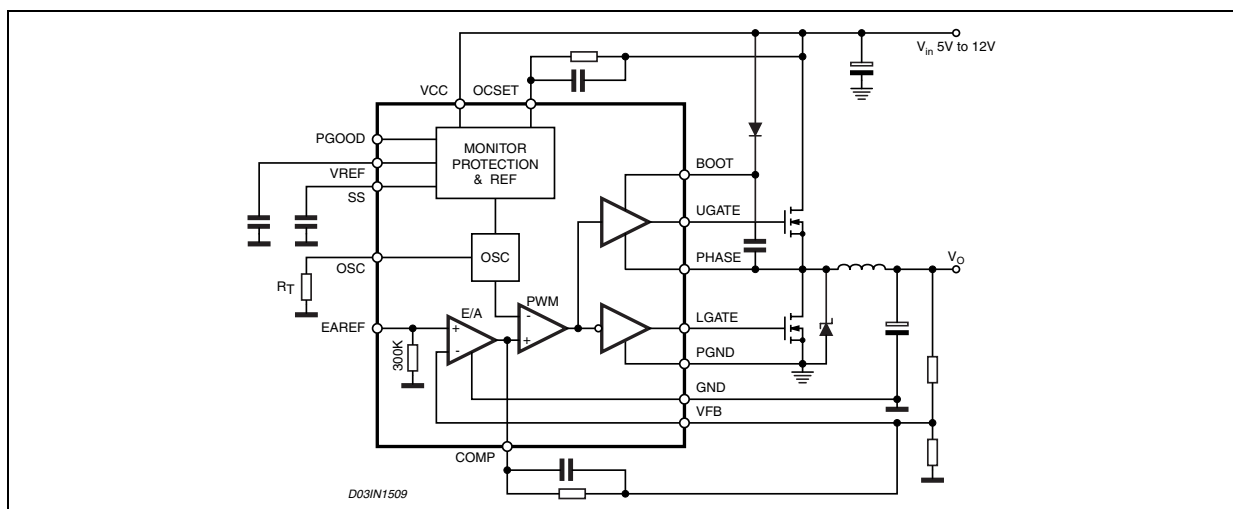 Vin 5V to 12V
VCC OCSET
PGOOD
MONITOR
PROTECTION
& REF
VREF
SS
BOOT
UGATE
OSC
OSC
PHASE
VO
RT
E/A
PWM
-
+
EAREF
+
-
300K
LGATE
PGND
GND
VFB
COMP
D03IN1509